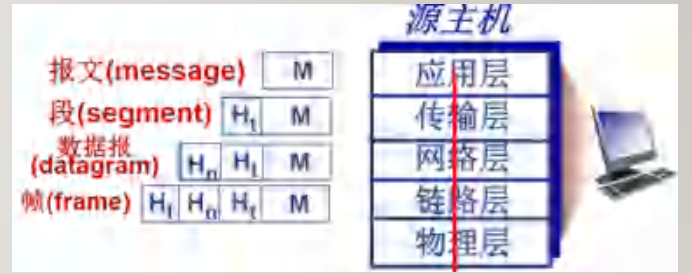 源主机
报文(message) M 应用层
段(segment) Ht M 传输层
数据报
(datagram) Hn Ht M 网络层
帧(frame) Hl Hn Ht M 链路层
物理层